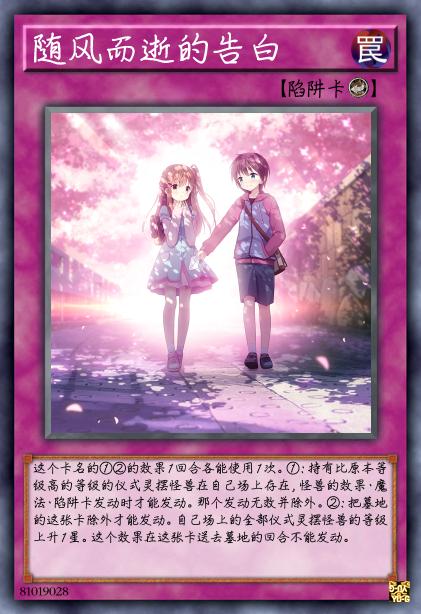 随风而逝的告白
罠
【陷阱卡】
这个卡名的①②的效果1回合各能使用1次。①:持有比原本等
级高的等级的仪式灵摆怪兽在自己场上存在,怪兽的效果·魔
法·陷阱卡发动时才能发动。那个发动无数并除外。②:把墓地
的这张卡除外才能发动。自己场上的全部仪式灵摆怪兽的等级
上升1星。这个效果在这张卡送去墓地的回合不能发动。
81019028